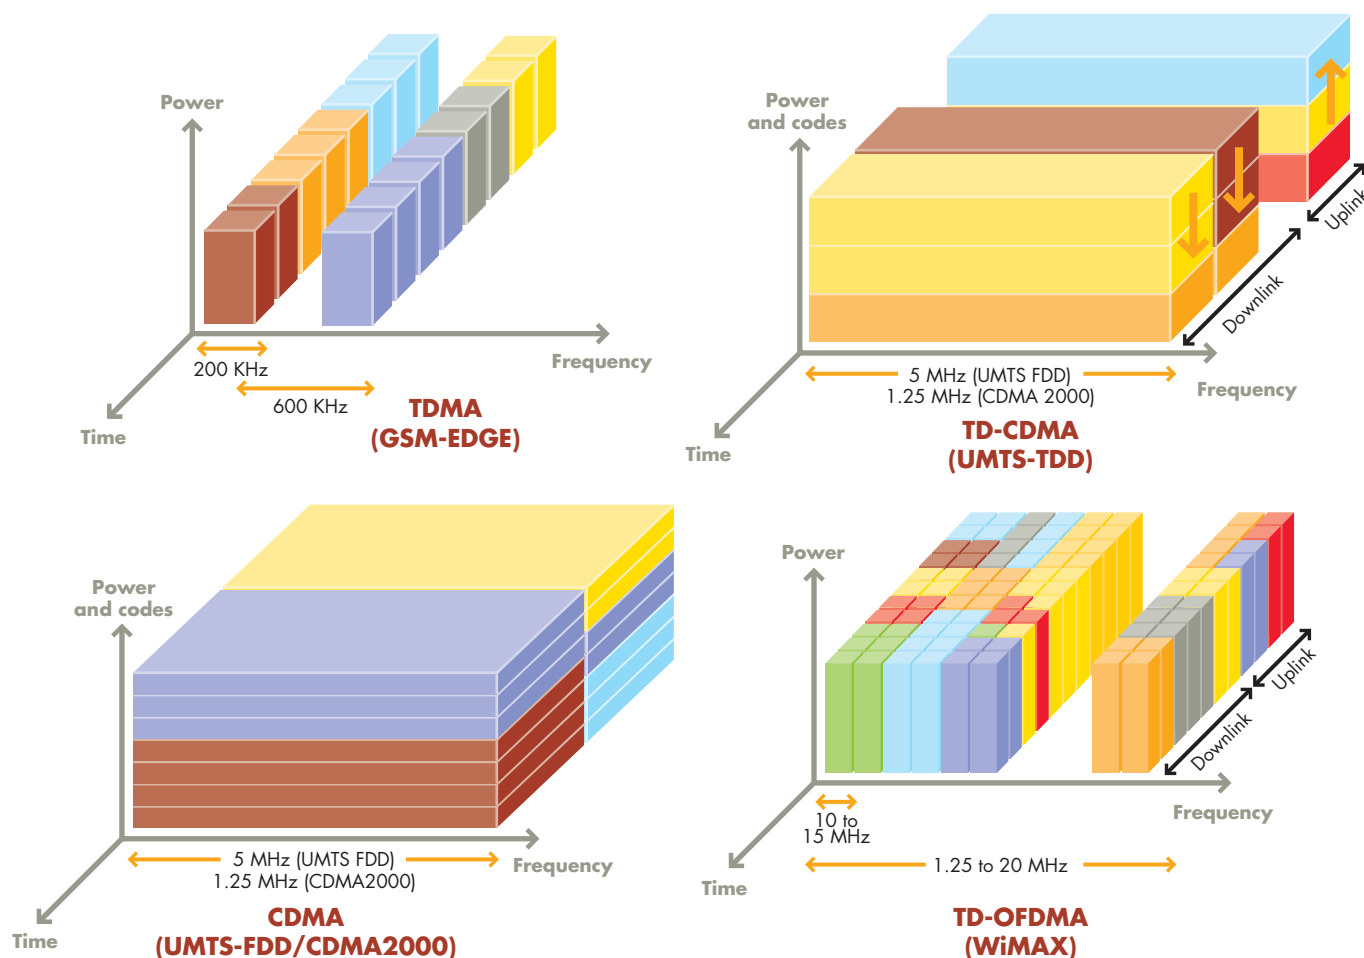 Power
Frequency
200 KHz
600 KHz
Time
TDMA
(GSM-EDGE)
Power
and codes
Uplink
Downlink
5 MHz (UMTS FDD)
1.25 MHz (CDMA 2000)
Frequency
Time
TD-CDMA
(UMTS-TDD)
Power
and codes
5 MHz (UMTS FDD)
1.25 MHz (CDMA2000)
Frequency
Time
CDMA
(UMTS-FDD/CDMA2000)
Power
Uplink
Downlink
Frequency
10 to
15 MHz
1.25 to 20 MHz
Time
TD-OFDMA
(WiMAX)